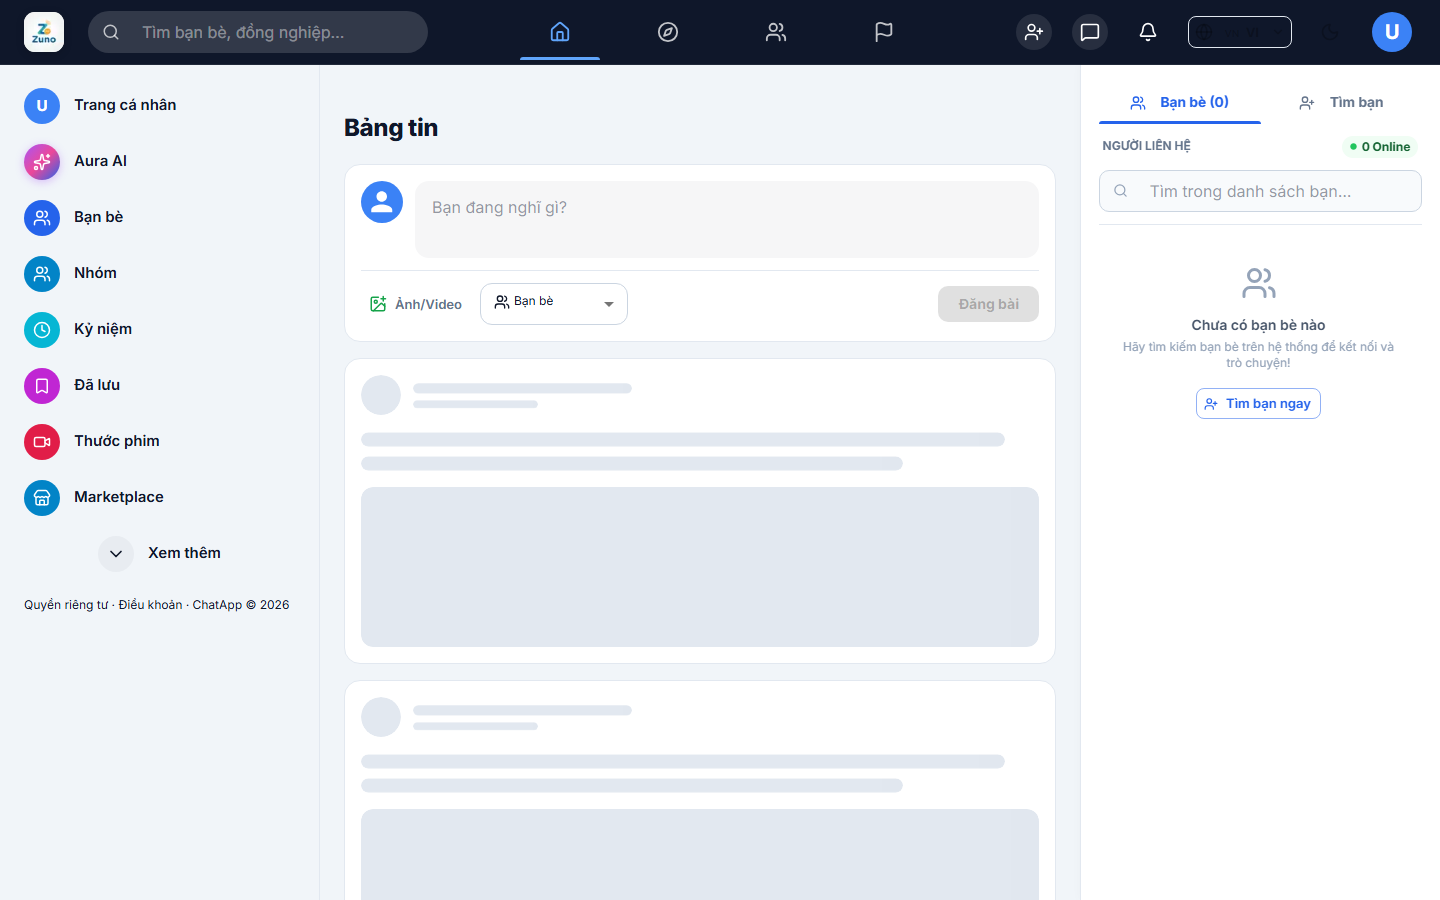 Zuno
Tìm bạn bè, đồng nghiệp...
VI
U
U
Trang cá nhân
Aura AI
Bạn bè
Nhóm
Kỷ niệm
Đã lưu
Thước phim
Marketplace
Xem thêm
Quyền riêng tư · Điều khoản · ChatApp © 2026
Bảng tin
Bạn đang nghĩ gì?
Ảnh/Video
Bạn bè
Đăng bài
Bạn bè (0)
Tìm bạn
NGƯỜI LIÊN HỆ
0 Online
Tìm trong danh sách bạn...
Chưa có bạn bè nào
Hãy tìm kiếm bạn bè trên hệ thống để kết nối và
trò chuyện!
Tìm bạn ngay